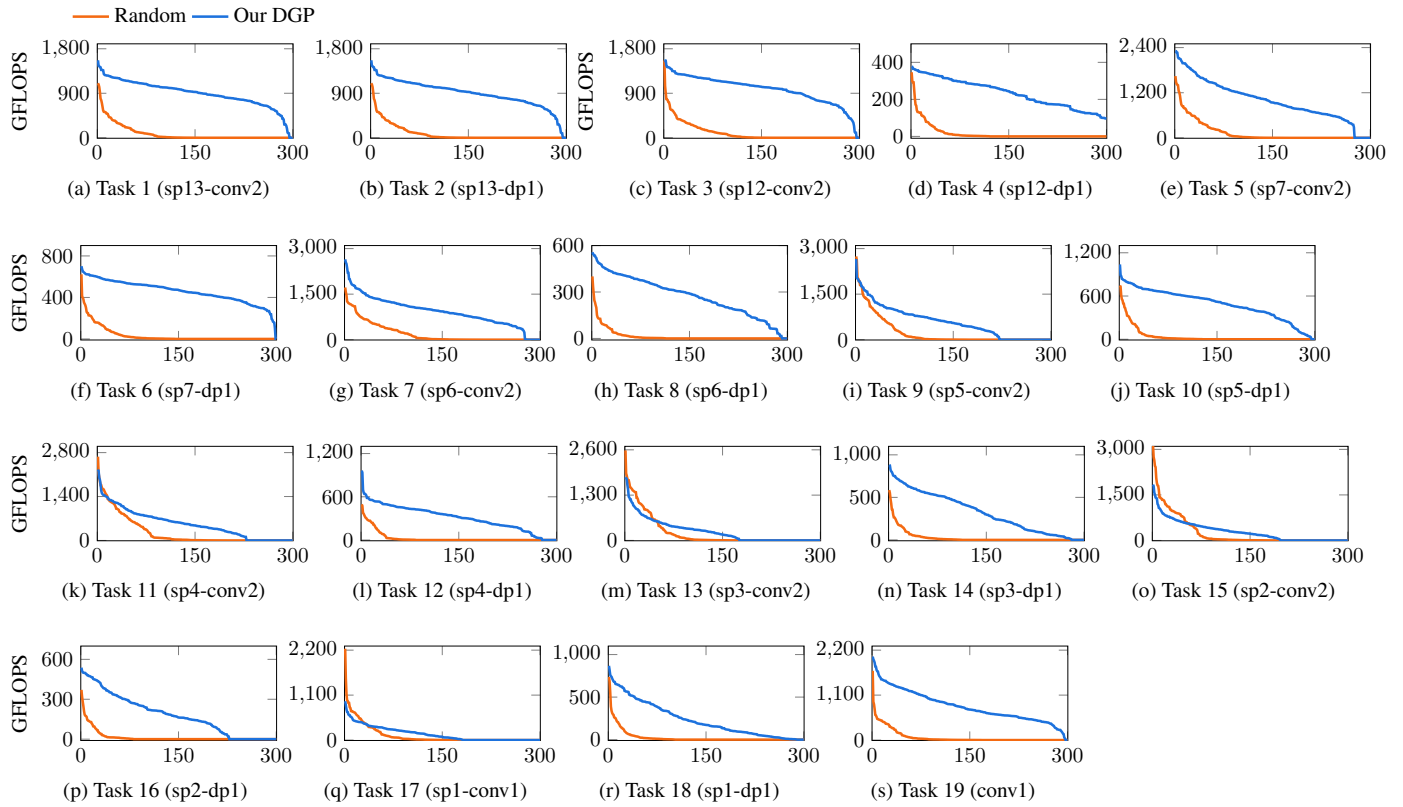 Random Our DGP
GFLOPS
1,800
900
0
0 150 300
(a) Task 1 (sp13-conv2)
1,800
900
0
0 150 300
(b) Task 2 (sp13-dp1)
GFLOPS
1,800
900
0
0 150 300
(c) Task 3 (sp12-conv2)
400
200
0
0 150 300
(d) Task 4 (sp12-dp1)
2,400
1,200
0
0 150 300
(e) Task 5 (sp7-conv2)
GFLOPS
800
400
0
150 300
(f) Task 6 (sp7-dp1)
3,000
1,500
0
150 300
(g) Task 7 (sp6-conv2)
600
300
0
150 300
(h) Task 8 (sp6-dp1)
3,000
1,500
0
150 300
(i) Task 9 (sp5-conv2)
1,200
600
0
150 300
(j) Task 10 (sp5-dp1)
GFLOPS
2,800
1,400
0
0 150 300
(k) Task 11 (sp4-conv2)
1,200
600
0
0 150 300
(l) Task 12 (sp4-dp1)
2,600
1,300
0
0 150 300
(m) Task 13 (sp3-conv2)
1,000
500
0
0 150 300
(n) Task 14 (sp3-dp1)
3,000
1,500
0
0 150 300
(o) Task 15 (sp2-conv2)
GFLOPS
600
300
0
0 150 300
(p) Task 16 (sp2-dp1)
2,200
1,100
0
0 150 300
(q) Task 17 (sp1-conv1)
1,000
500
0
0 150 300
(r) Task 18 (sp1-dp1)
2,200
1,100
0
0 150 300
(s) Task 19 (conv1)